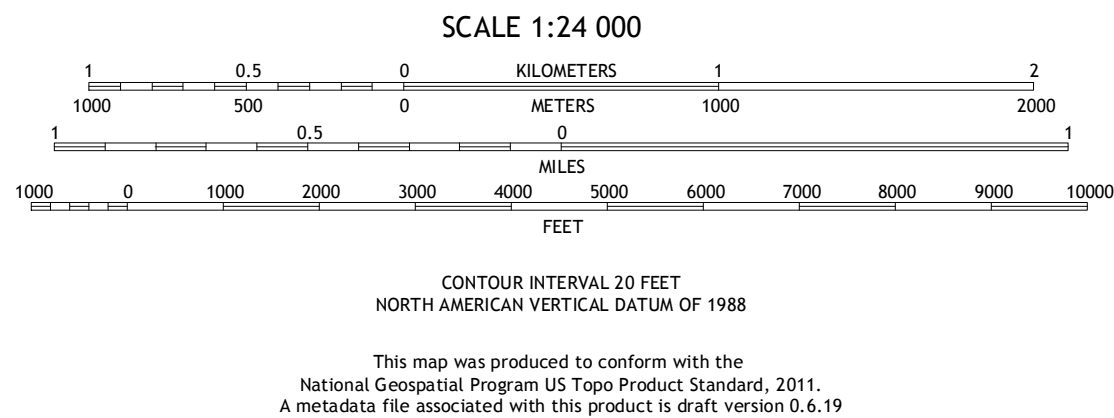 SCALE 1:24 000
1 0.5 0 KILOMETERS 1 2
1000 500 0 METERS 1000 2000
1 0.5 0 1
MILES
1000 0 1000 2000 3000 4000 5000 6000 7000 8000 9000 10000
FEET
CONTOUR INTERVAL 20 FEET
NORTH AMERICAN VERTICAL DATUM OF 1988
This map was produced to conform with the
National Geospatial Program US Topo Product Standard, 2011.
A metadata file associated with this product is draft version 0.6.19